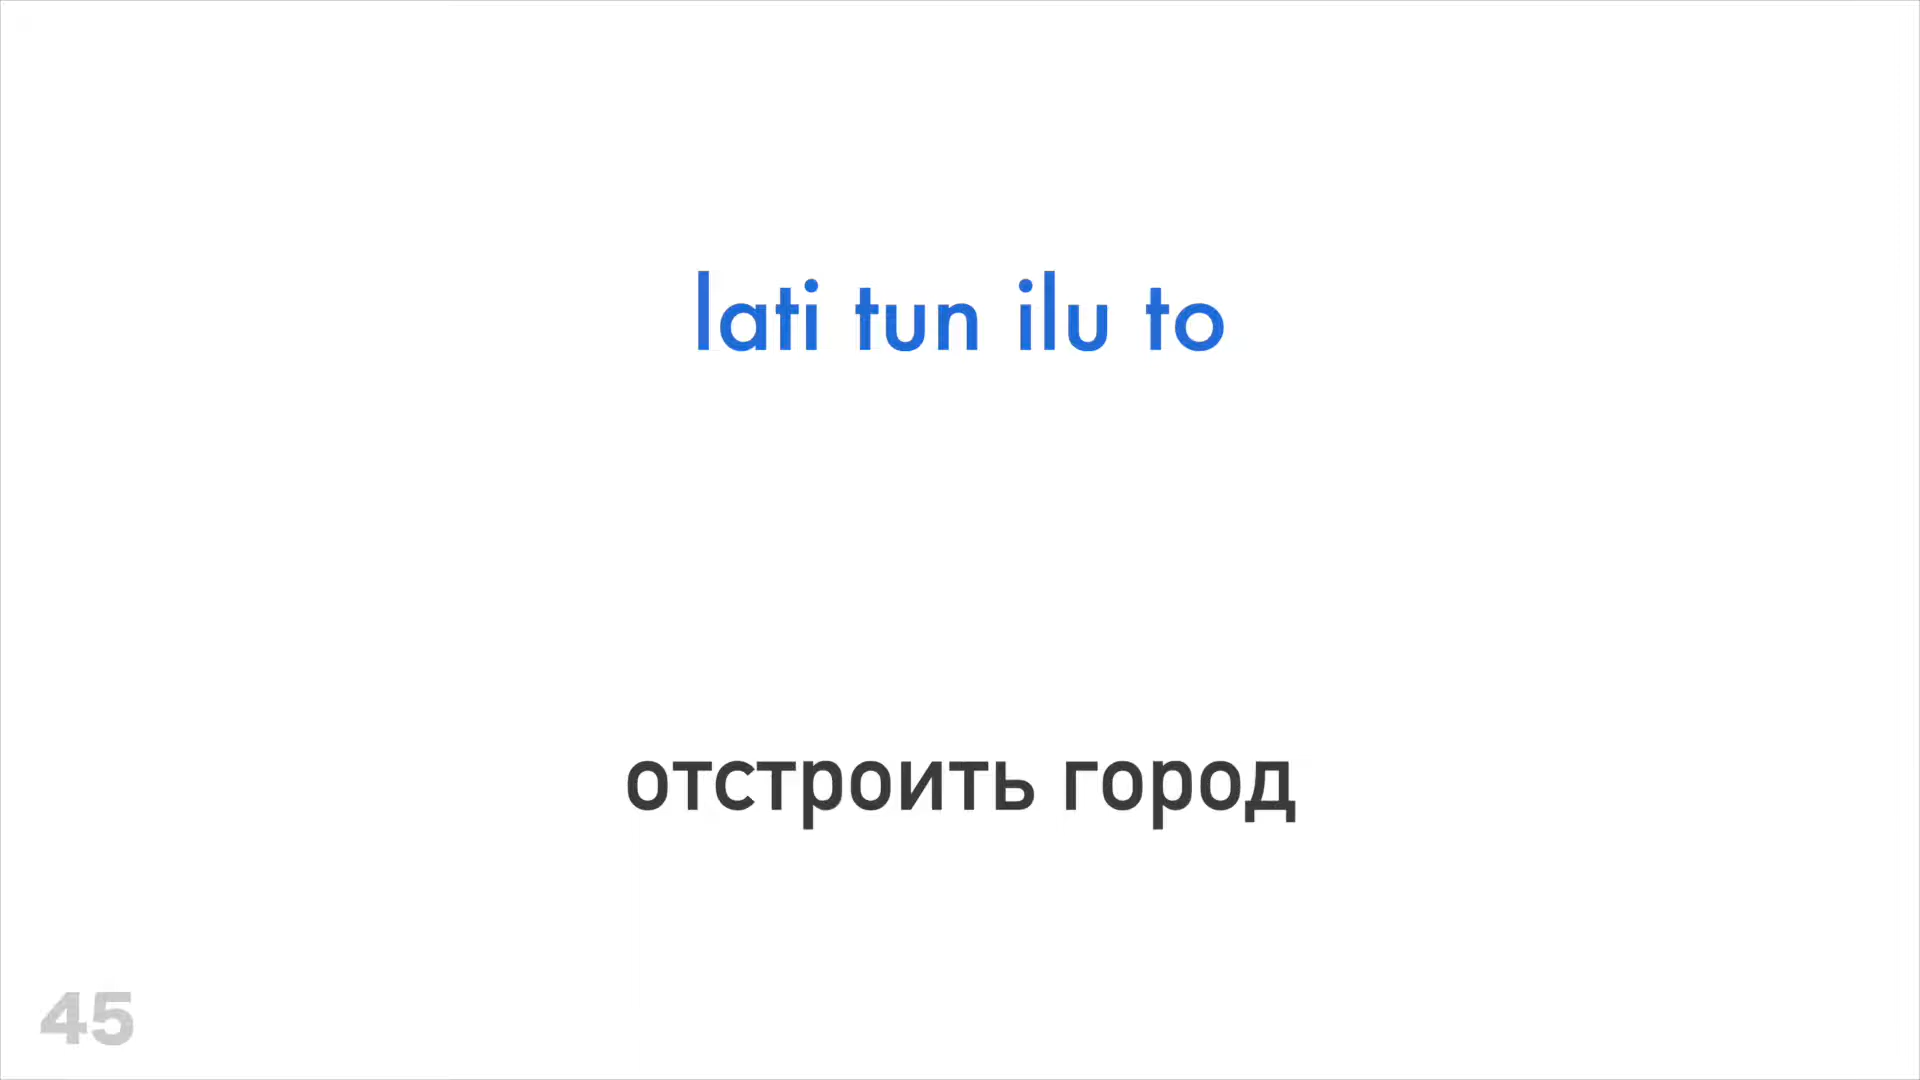 lati tun ilu to
отстроить город
45